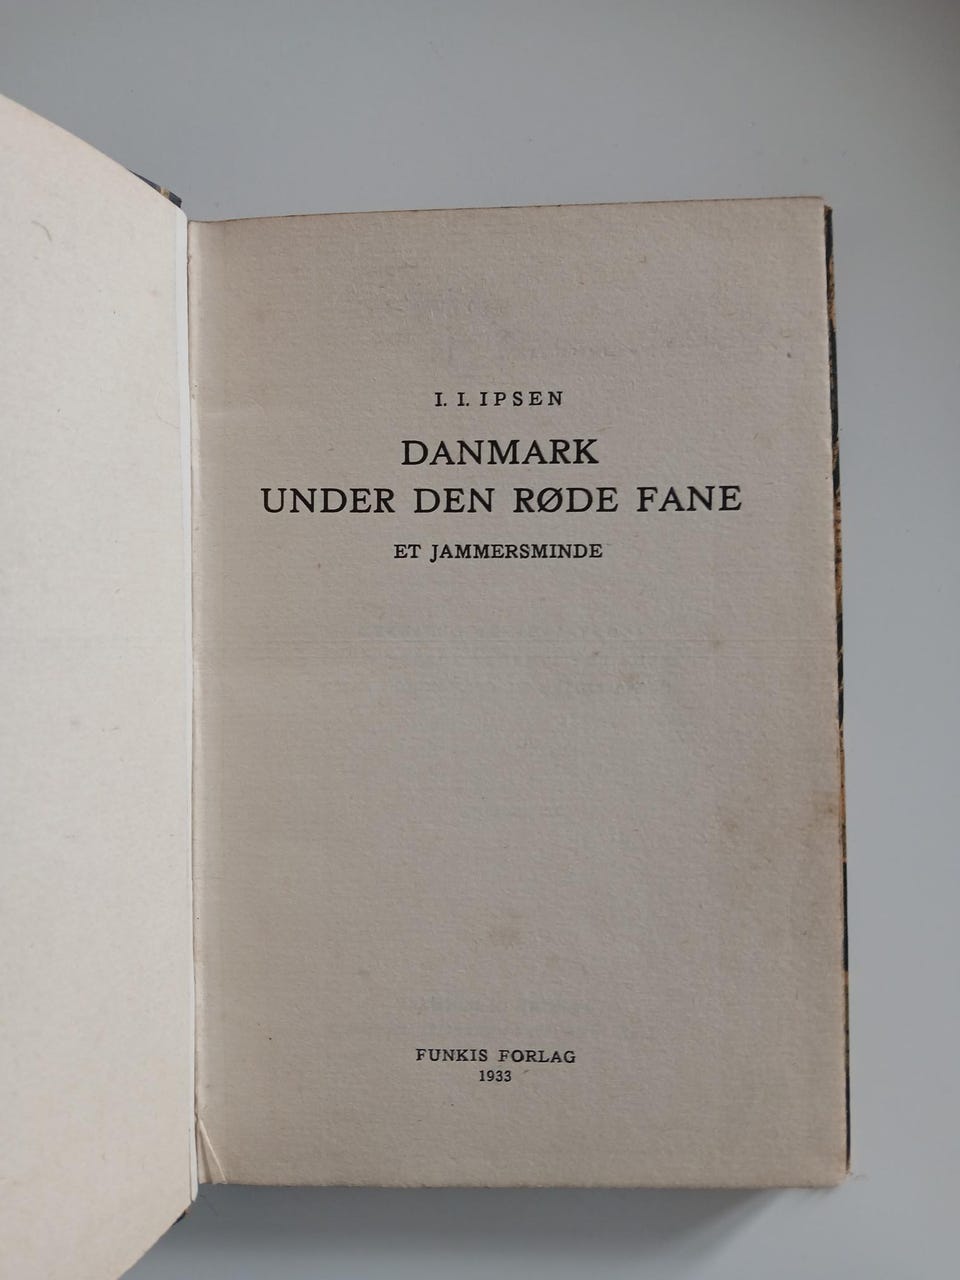 I. I. IPSEN
DANMARK
UNDER DEN RØDE FANE
ET JAMMERSMINDE
FUNKIS FORLAG
1933